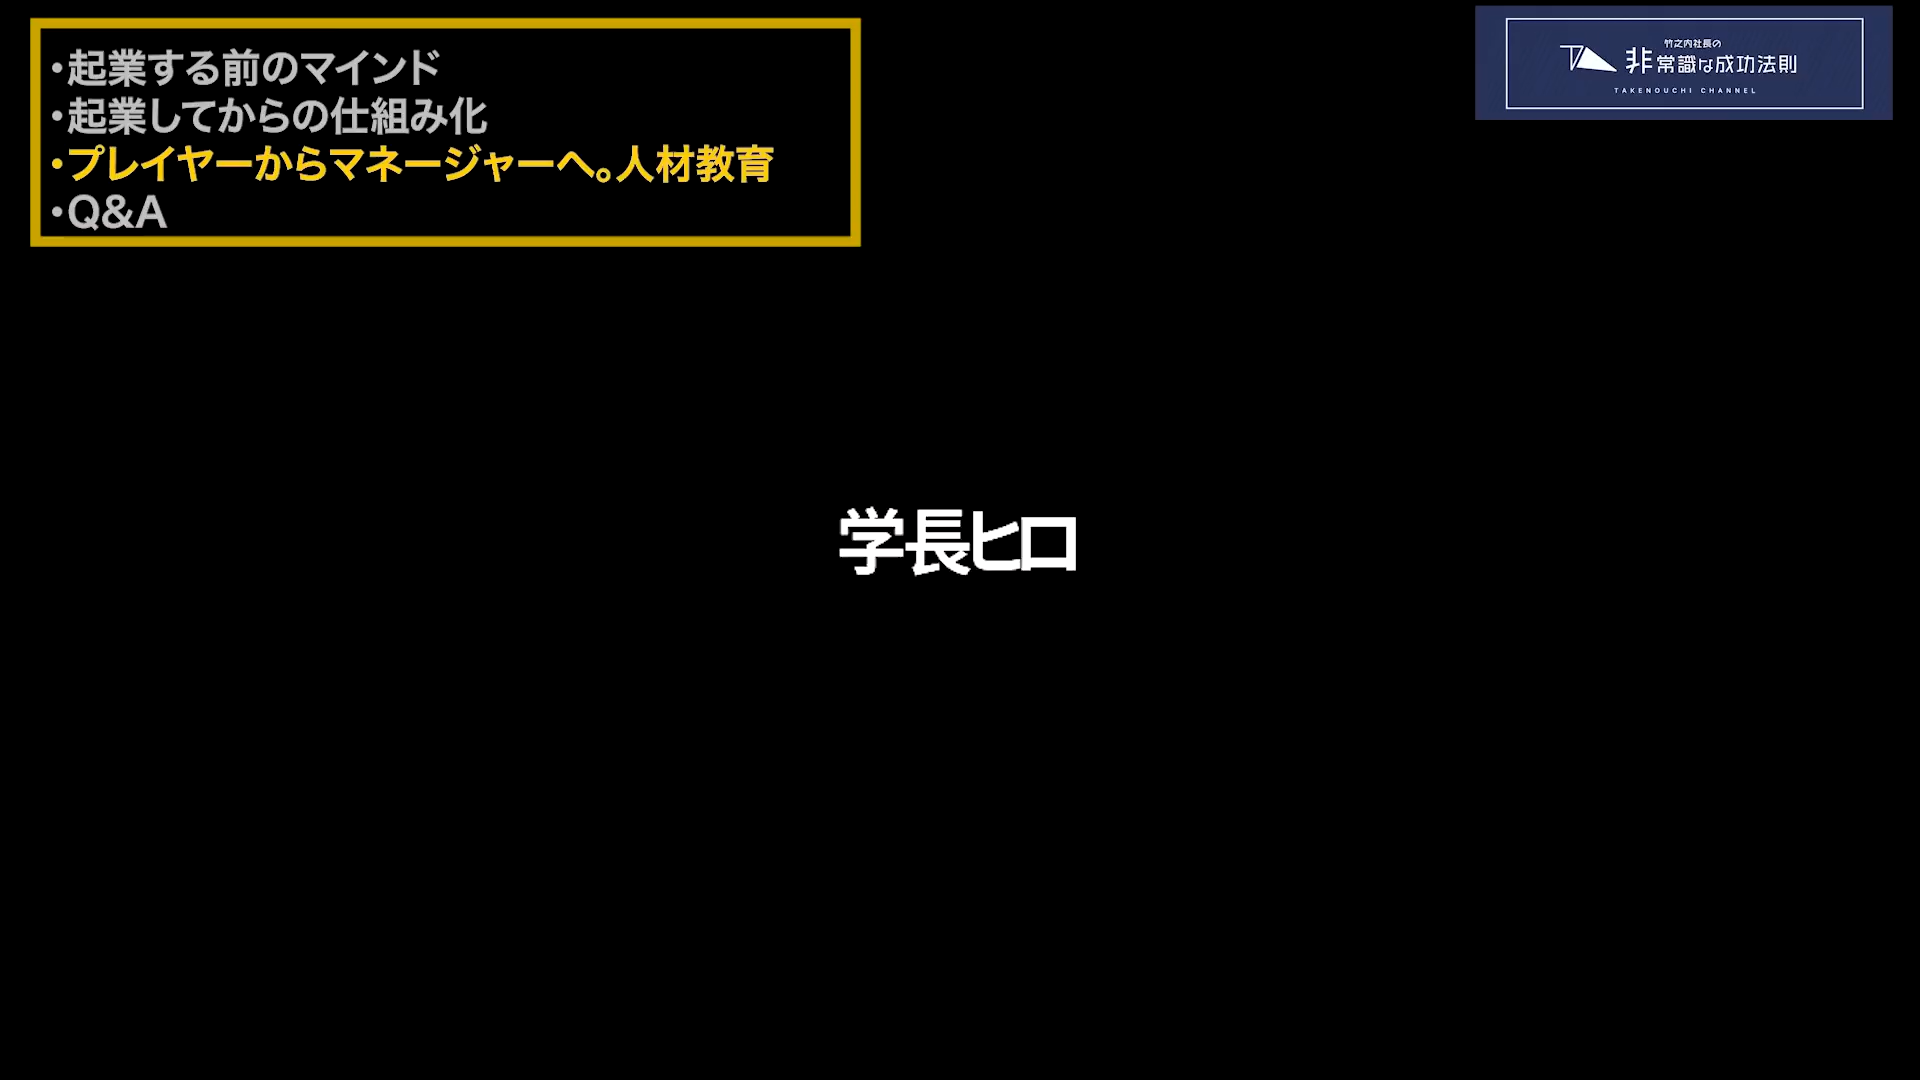 ・起業する前のマインド
・起業してからの仕組み化
・プレイヤーからマネージャーへ。人材教育
・Q&A
竹之内社長の
非常識な成功法則
TAKENOUCHI CHANNEL
学長ヒロ